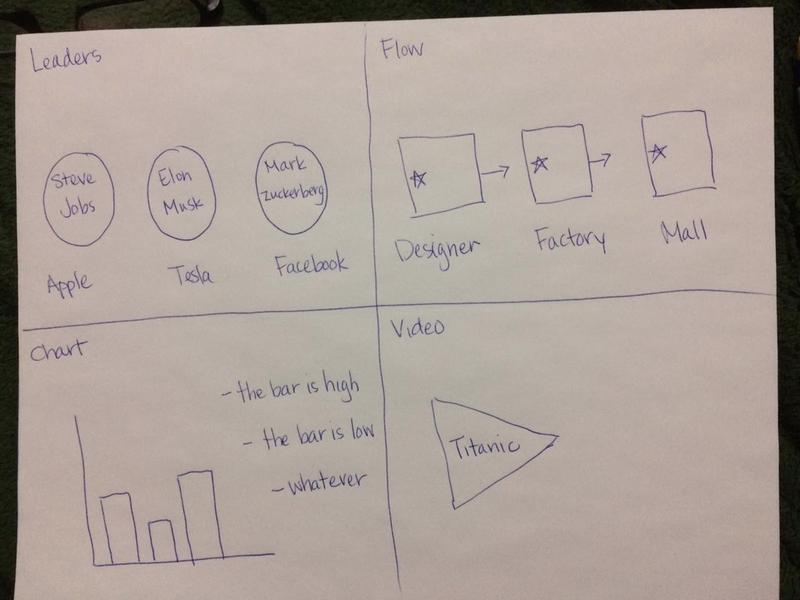 Leaders
Steve
Jobs
Elon
Musk
Mark
Zuckerberg
Apple
Tesla
Facebook
Flow
Designer
Factory
Mall
Chart
- the bar is high
- the bar is low
- whatever
Video
Titanic